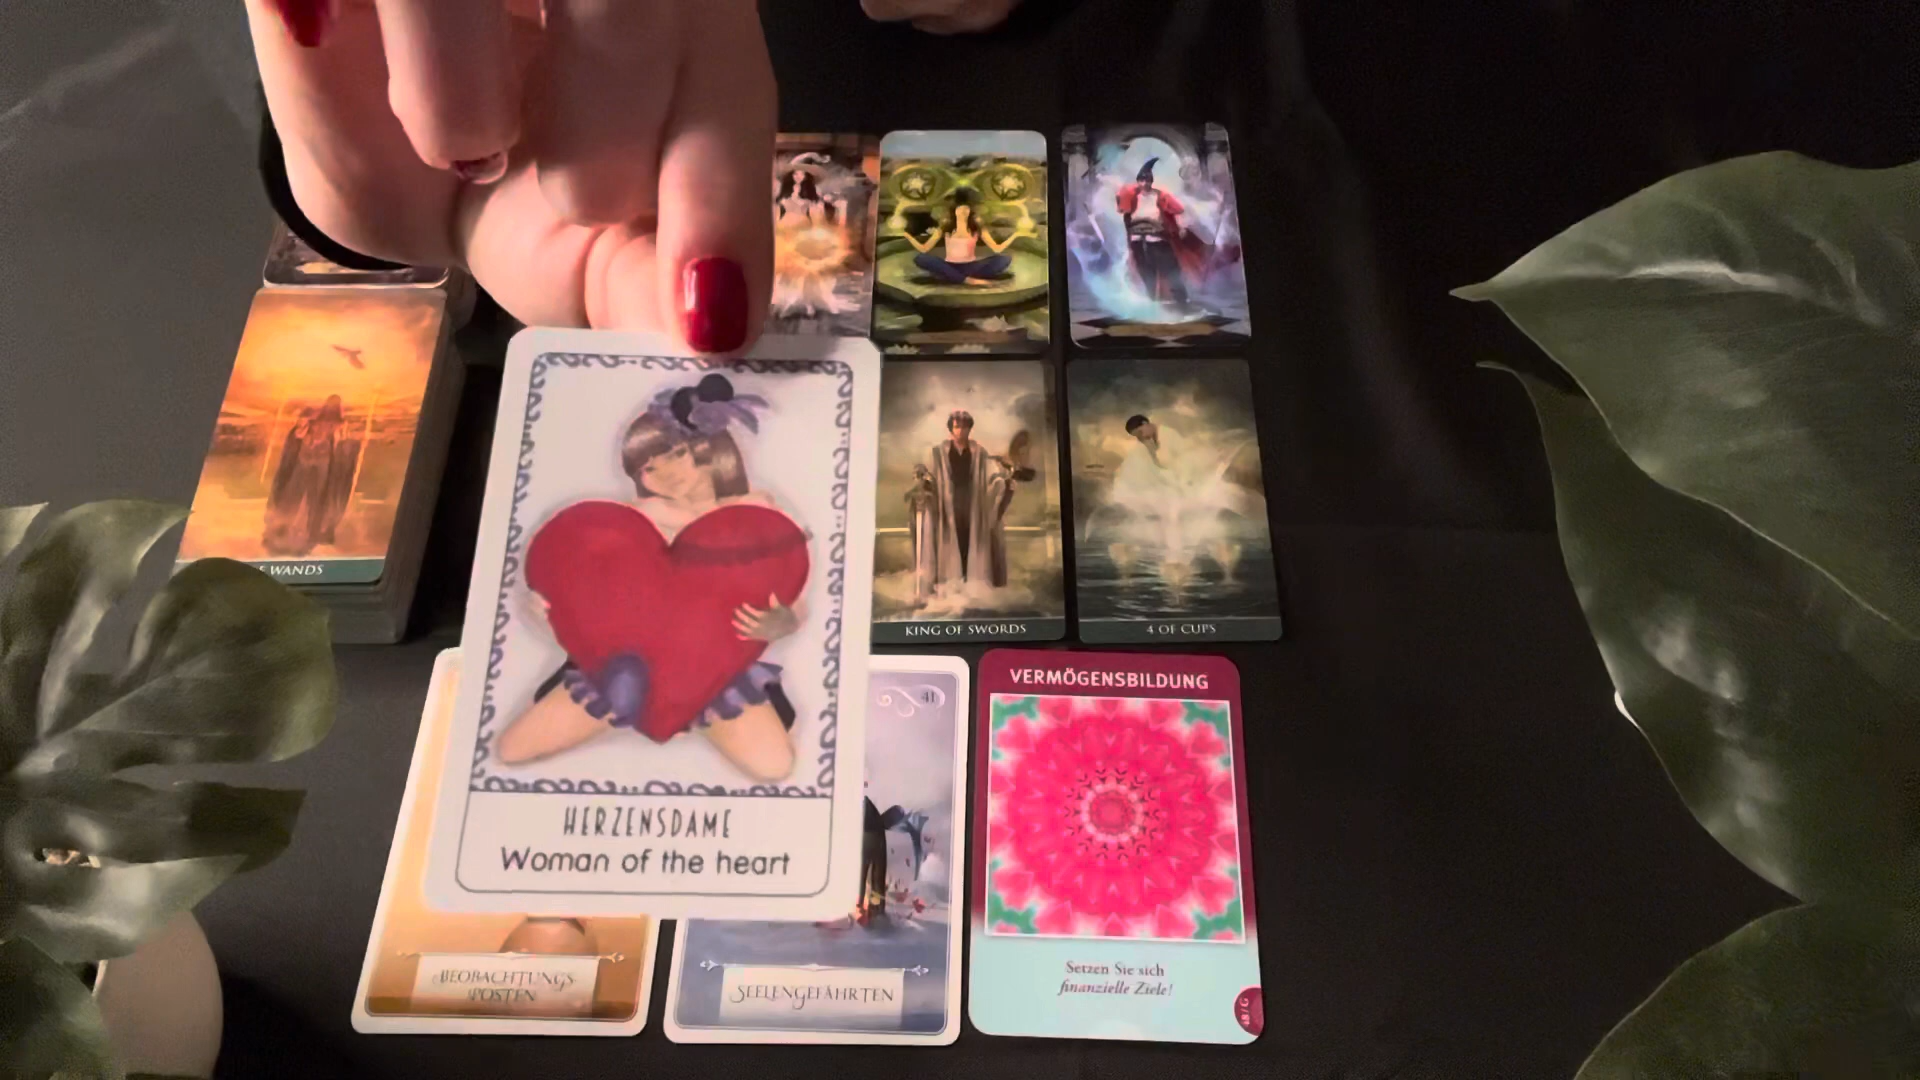 WANDS
KING OF SWORDS
4 OF CUPS
HERZENSDAME
Woman of the heart
41
VERMÖGENSBILDUNG
Setzen Sie sich
finanzielle Ziele!
48/G
BEOBACHTUNGS-
POSTEN
SEELENGEFÄHRTEN